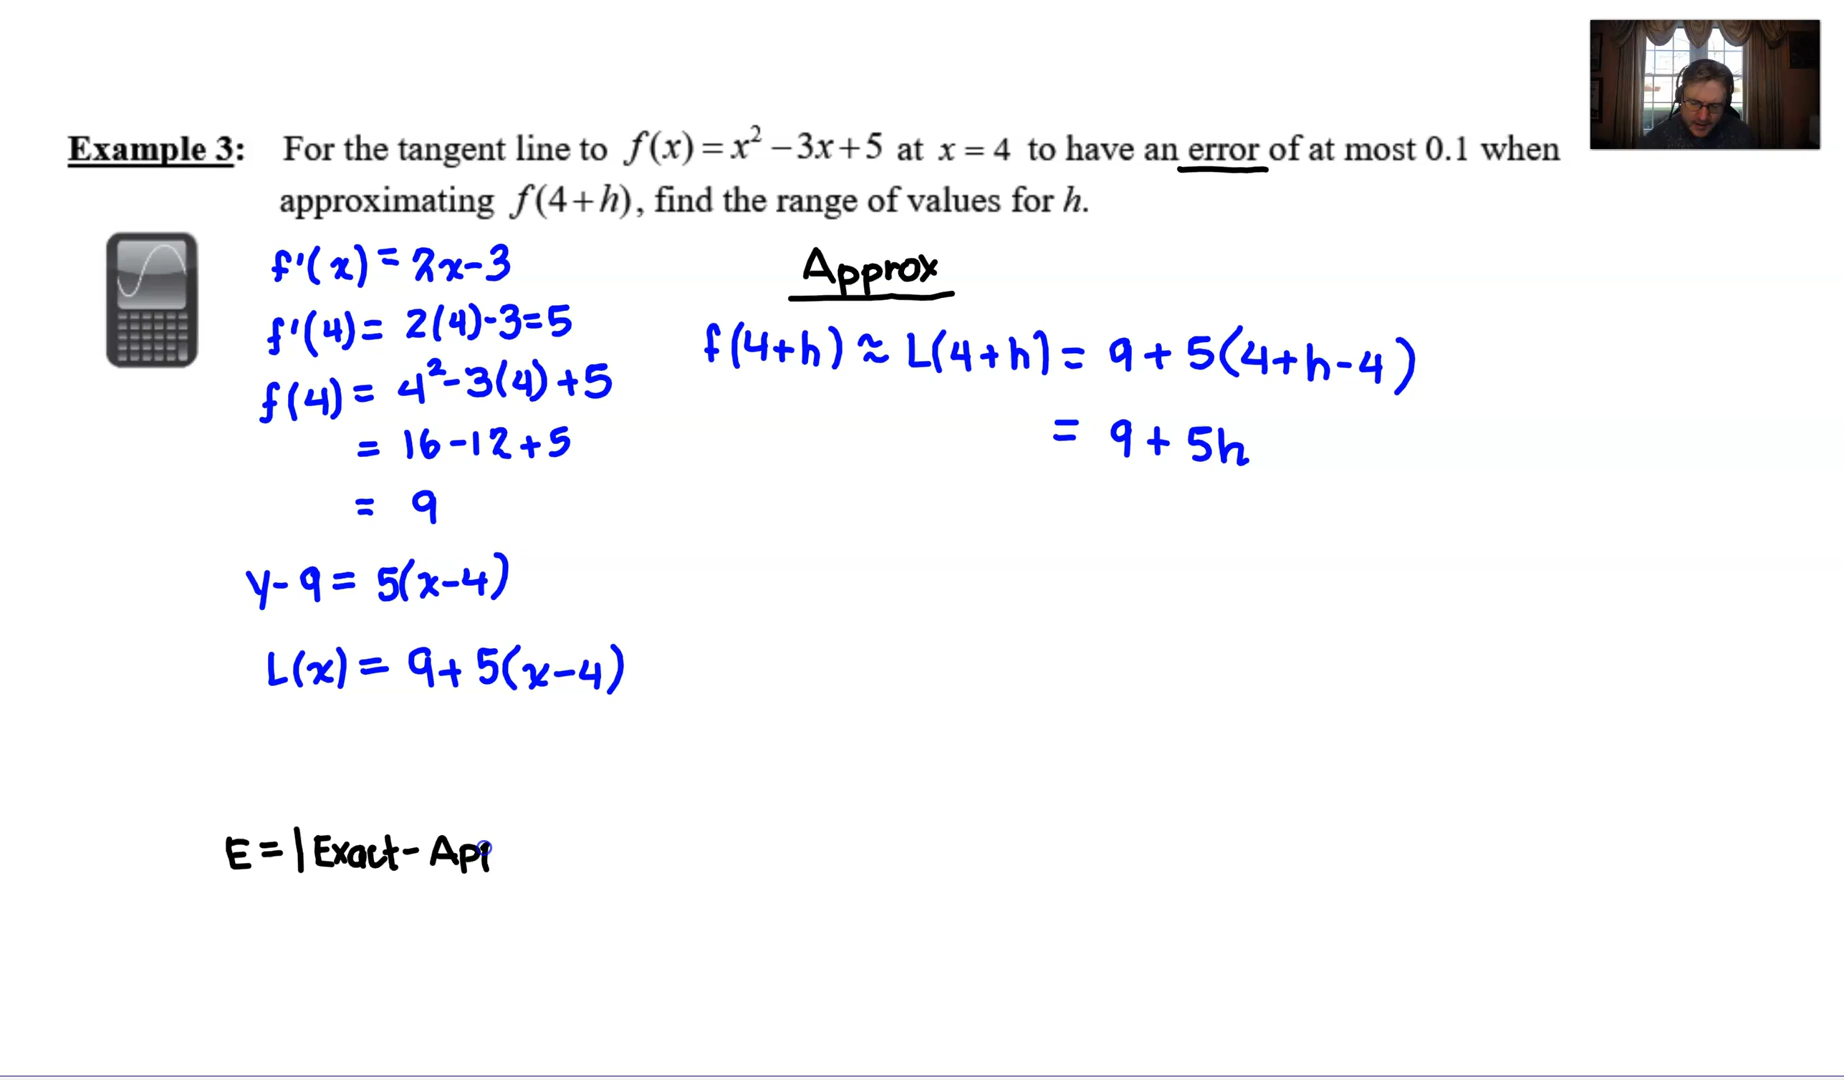 Example 3: For the tangent line to f(x) = x² − 3x + 5 at x = 4 to have an error of at most 0.1 when
approximating f(4 + h), find the range of values for h.
f'(x) = 2x-3
f'(4) = 2(4)-3=5
f(4) = 4²-3(4)+5
= 16-12+5
= 9
y-9 = 5(x-4)
L(x) = 9+5(x-4)
Approx
f(4+h) ≈ L(4+h) = 9+5(4+h-4)
= 9+5h
E = |Exact- App